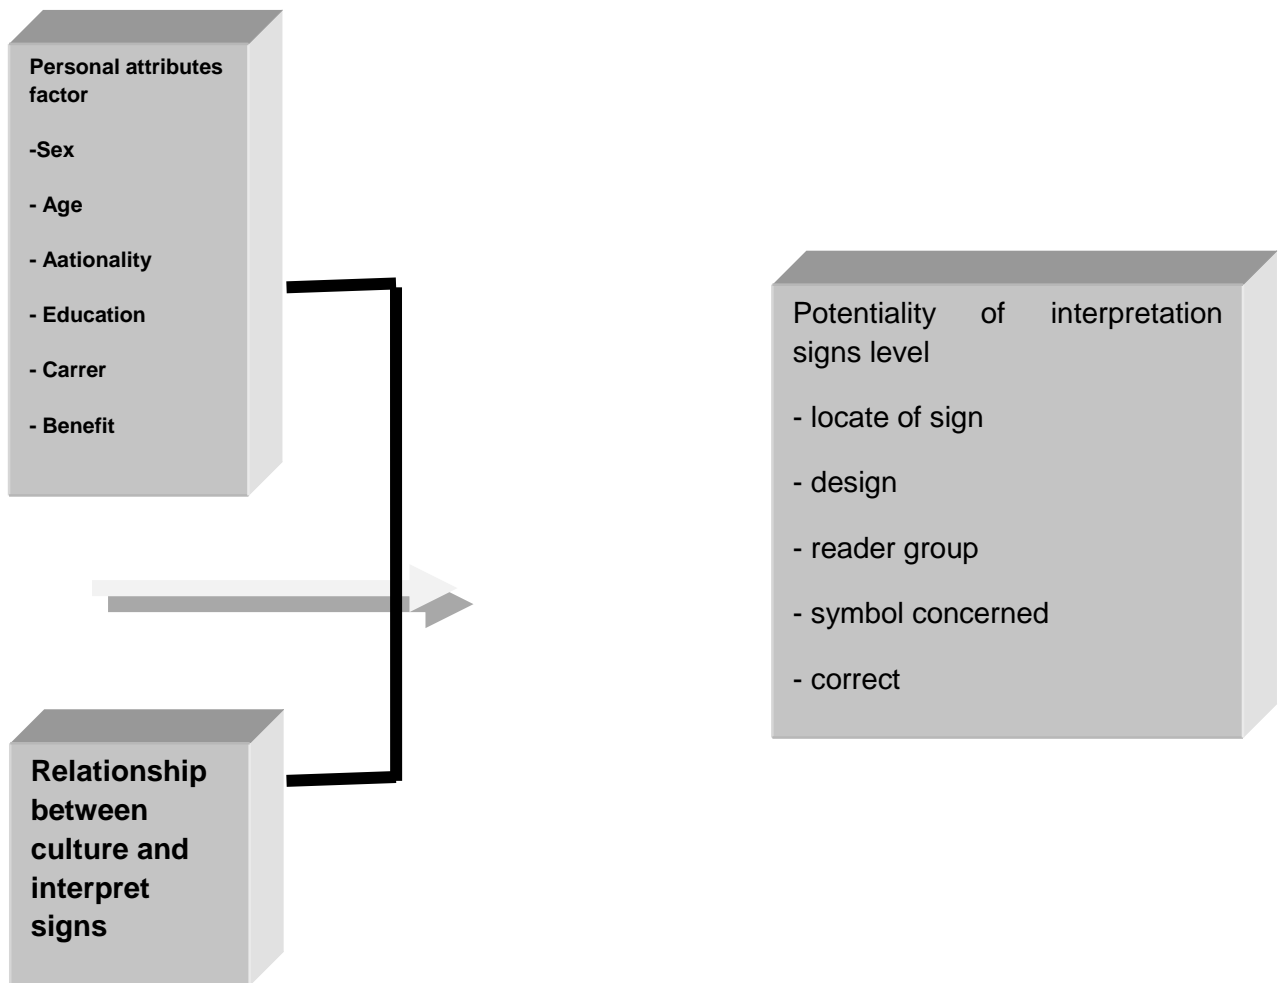 Personal attributes
factor
-Sex
- Age
- Aationality
- Education
- Carrer
- Benefit
Relationship
between
culture and
interpret
signs
Potentiality of interpretation
signs level
- locate of sign
- design
- reader group
- symbol concerned
- correct